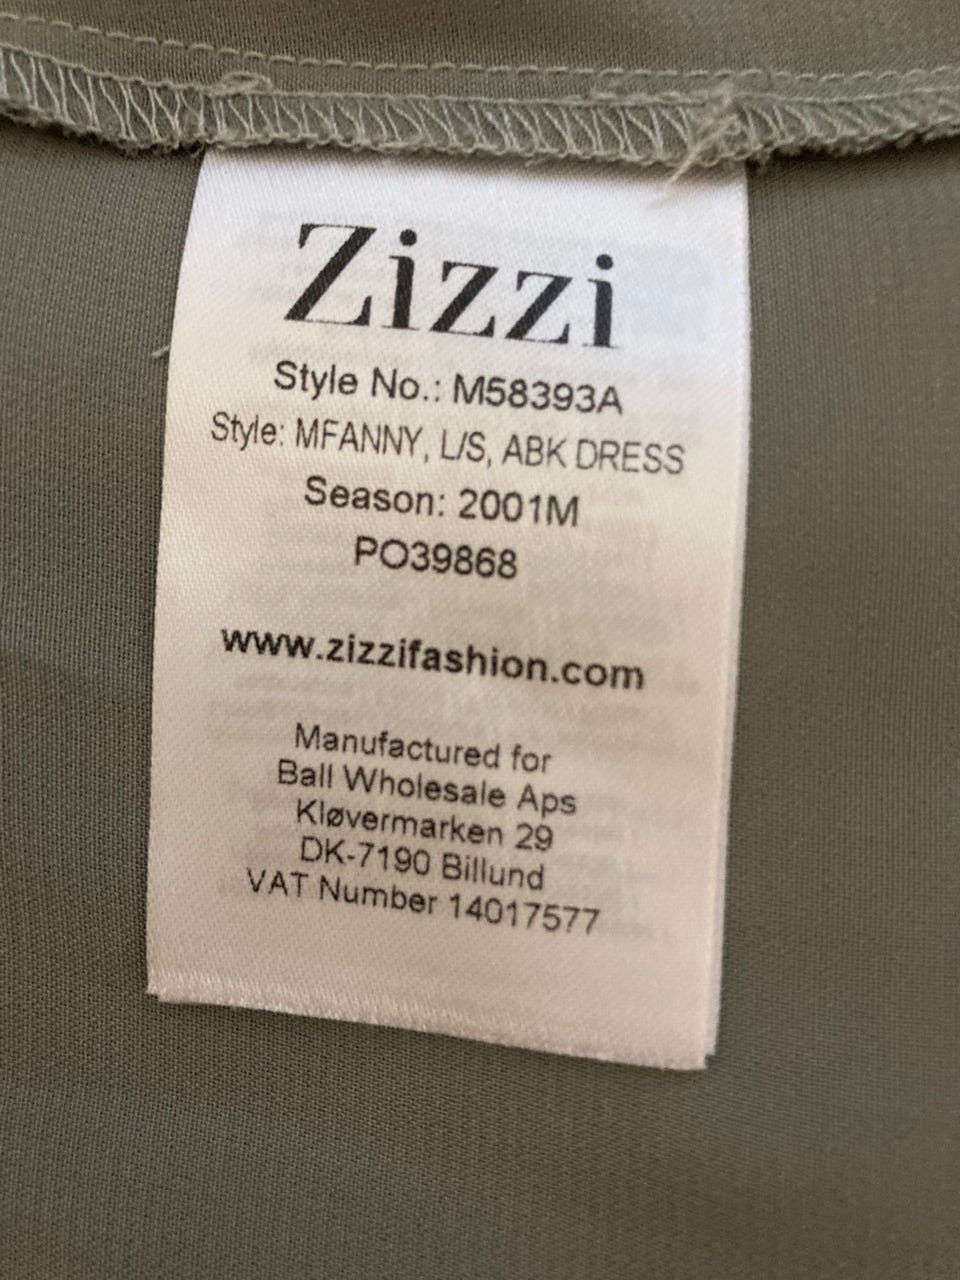 Zizzi
Style No.: M58393A
Style: MFANNY, L/S, ABK DRESS
Season: 2001M
PO39868
www.zizzifashion.com
Manufactured for
Ball Wholesale Aps
Kløvermarken 29
DK-7190 Billund
VAT Number 14017577